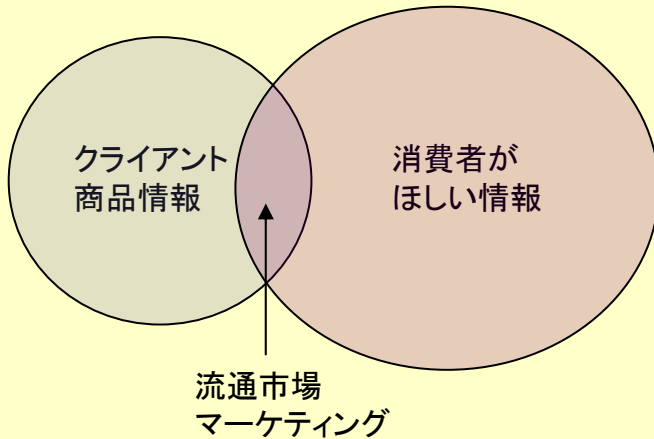 クライアント
商品情報
消費者が
ほしい情報
流通市場
マーケティング